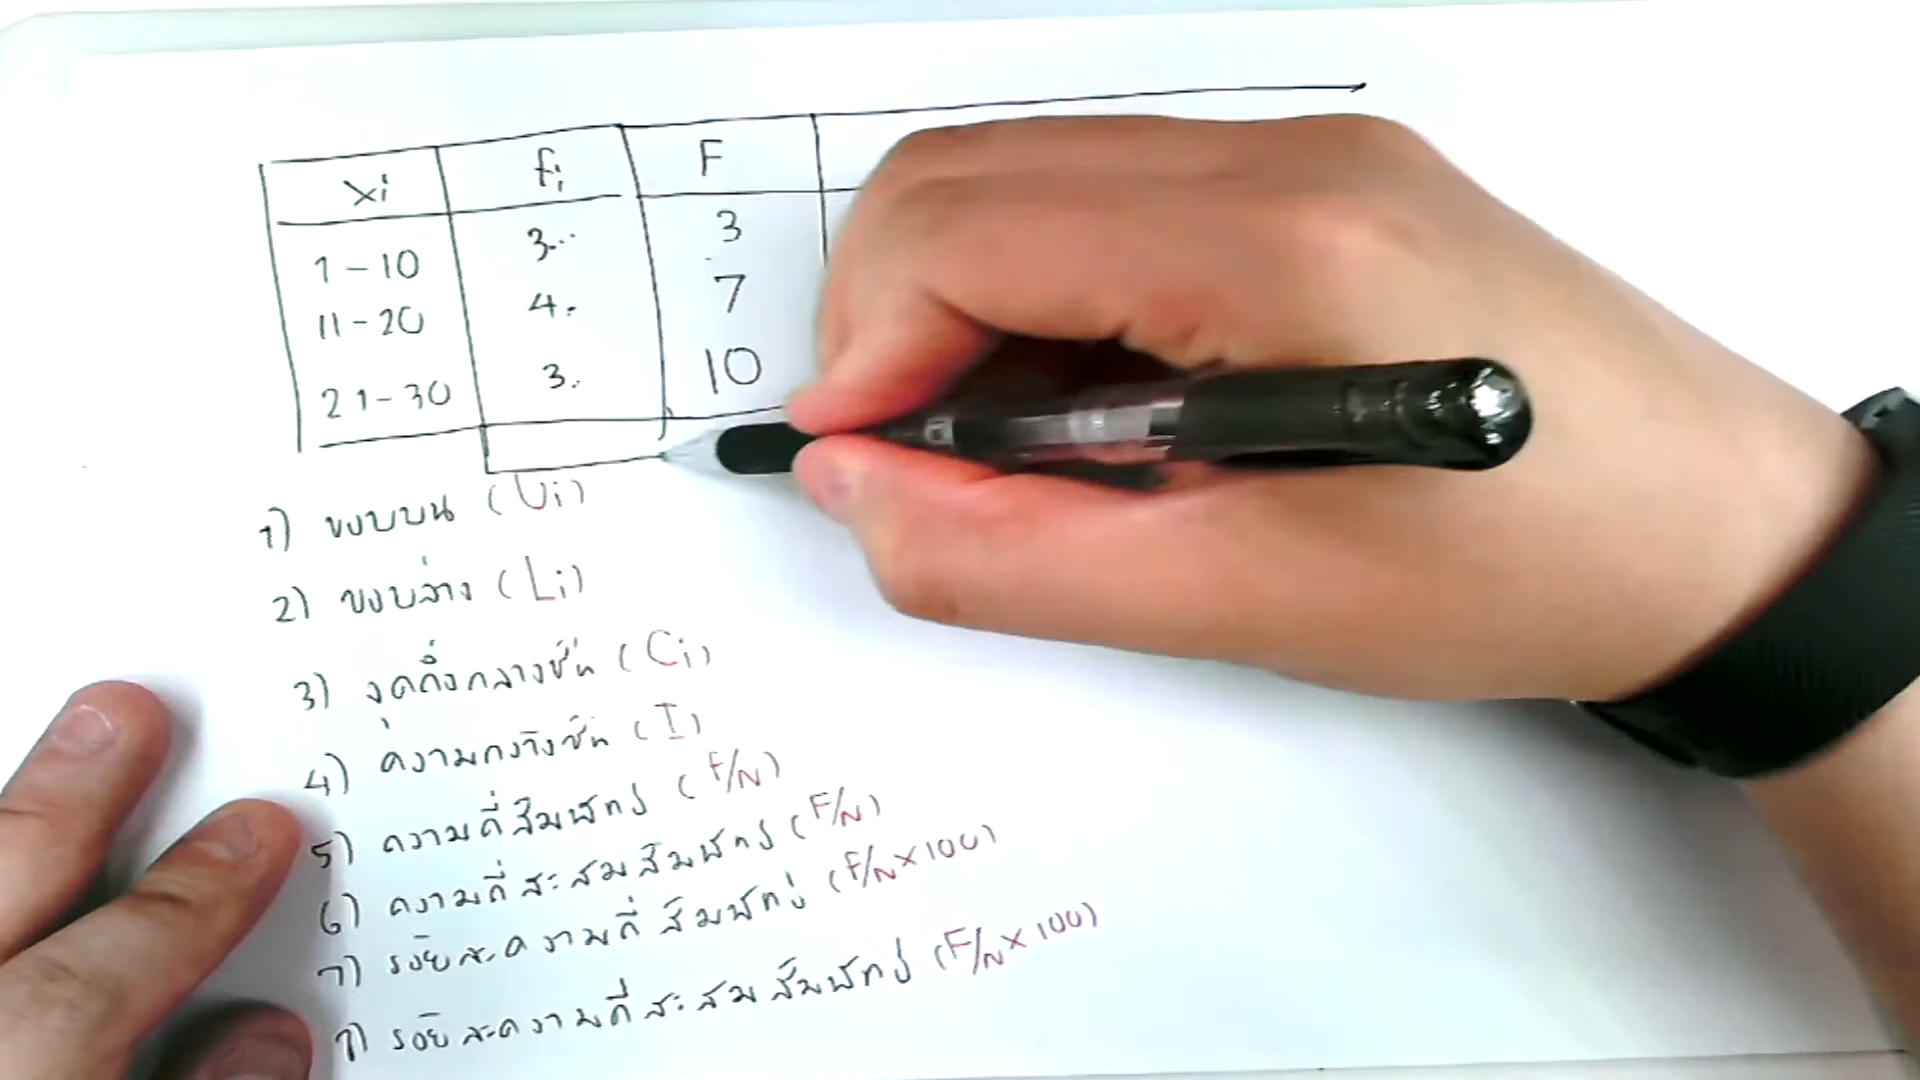 xi fi F
1-10 3 3
11-20 4 7
21-30 3 10
1) ขอบบน (Ui)
2) ขอบล่าง (Li)
3) จุดกึ่งกลางชั้น (Ci)
4) ความกว้างชั้น (I)
5) ความถี่สัมพัทธ์ (f/N)
6) ความถี่สะสมสัมพัทธ์ (F/N)
7) ร้อยละความถี่สัมพัทธ์ (f/N×100)
8) ร้อยละความถี่สะสมสัมพัทธ์ (F/N×100)